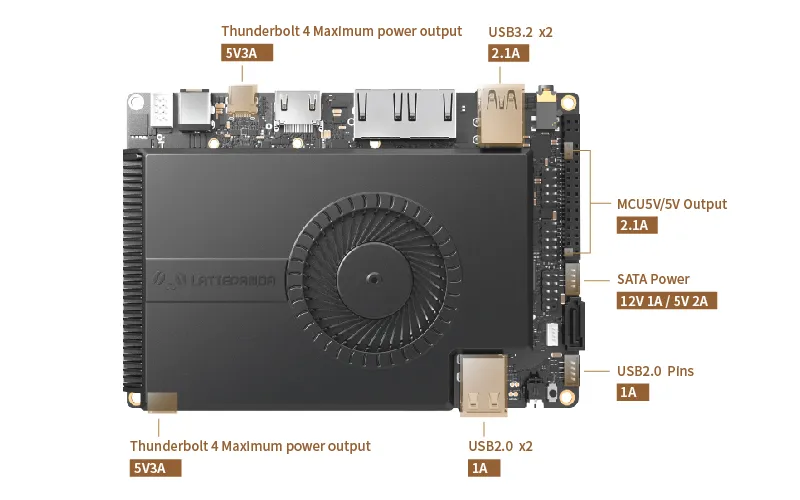 Thunderbolt 4 Maximum power output
5V3A
USB3.2 x2
2.1A
MCU5V/5V Output
2.1A
SATA Power
12V 1A / 5V 2A
LATTEPANDA
USB2.0 Pins
1A
Thunderbolt 4 Maximum power output
5V3A
USB2.0 x2
1A